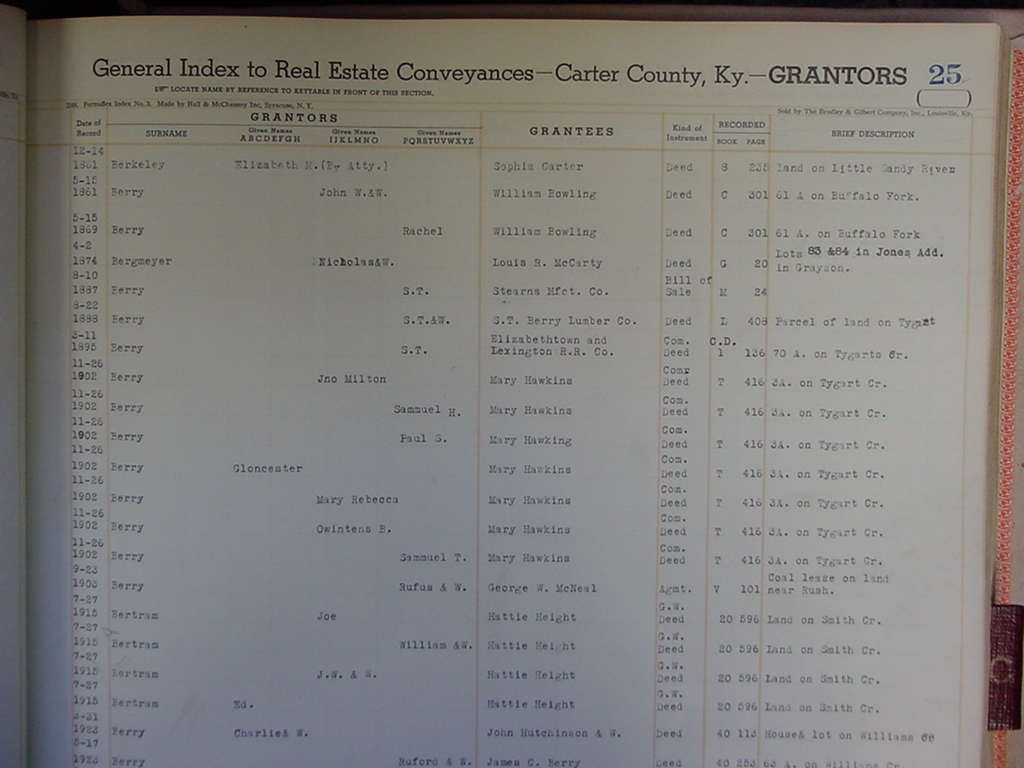 General Index to Real Estate Conveyances—Carter County, Ky.—GRANTORS 25
LOCATE NAME BY REFERENCE TO KEYTABLE IN FRONT OF THIS SECTION.
Permaflex Index No. 3. Made by Hall & McChesney Inc, Syracuse, N. Y. Sold by The Bradley & Gilbert Company, Inc., Louisville, Ky.
Date of Record GRANTORS GRANTEES Kind of Instrument RECORDED BRIEF DESCRIPTION
SURNAME Given Names ABCDEFGH Given Names IJKLMNO Given Names PQRSTUVWXYZ BOOK PAGE
12-14
1861 Berkeley Elizabeth M.(By Atty.) Sophia Carter Deed 235 Land on Little Sandy River
5-15
1861 Berry John W.&W. William Bowling Deed C 301 61 A on Buffalo Fork.
5-15
1869 Berry Rachel William Bowling Deed C 301 61 A. on Buffalo Fork
4-2 Lots 83 &84 in Jones Add.
1874 Bergmeyer Nicholas&W. Louis R. McCarty Deed G 20 in Grayson.
8-10 Bill of
1887 Berry S.T. Stearns Mfct. Co. Sale M 24
8-22
1888 Berry S.T.&W. S.T. Berry Lumber Co. Deed L 408 Parcel of land on Tygart
3-11 Elizabethtown and Com. C.D.
1895 Berry S.T. Lexington R.R. Co. Deed 1 136 70 A. on Tygarts Cr.
11-26 Com.
1902 Berry Jno Milton Mary Hawkins Deed T 416 3A. on Tygart Cr.
11-26 Com.
1902 Berry Sammuel H. Mary Hawkins Deed T 416 3A. on Tygart Cr.
11-26 Com.
1902 Berry Paul S. Mary Hawking Deed T 416 3A. on Tygart Cr.
11-26 Com.
1902 Berry Gloncester Mary Hawkins Deed T 416 3A. on Tygart Cr.
11-26 Com.
1902 Berry Mary Rebecca Mary Hawkins Deed T 416 3A. on Tygart Cr.
11-26 Com.
1902 Berry Owintens B. Mary Hawkins Deed T 416 3A. on Tygart Cr.
11-26 Com.
1902 Berry Sammuel T. Mary Hawkins Deed T 416 3A. on Tygart Cr.
9-23 Coal lease on land
1903 Berry Rufus & W. George W. McNeal Agmt. V 101 near Rush.
7-27 G.W.
1915 Bertram Joe Hattie Height Deed 20 596 Land on Smith Cr.
7-27 G.W.
1915 Bertram William &W. Hattie Height Deed 20 596 Land on Smith Cr.
7-27 G.W.
1915 Bertram J.W. & W. Hattie Height Deed 20 596 Land on Smith Cr.
7-27 G.W.
1915 Bertram Ed. Hattie Height Deed 20 596 Land on Smith Cr.
3-31
1923 Berry Charlie& W. John Hutchinson & W. Deed 40 113 House& lot on Williams
5-17
1923 Berry Ruford & W. James C. Berry Deed 40 253 A. on Williams Cr.